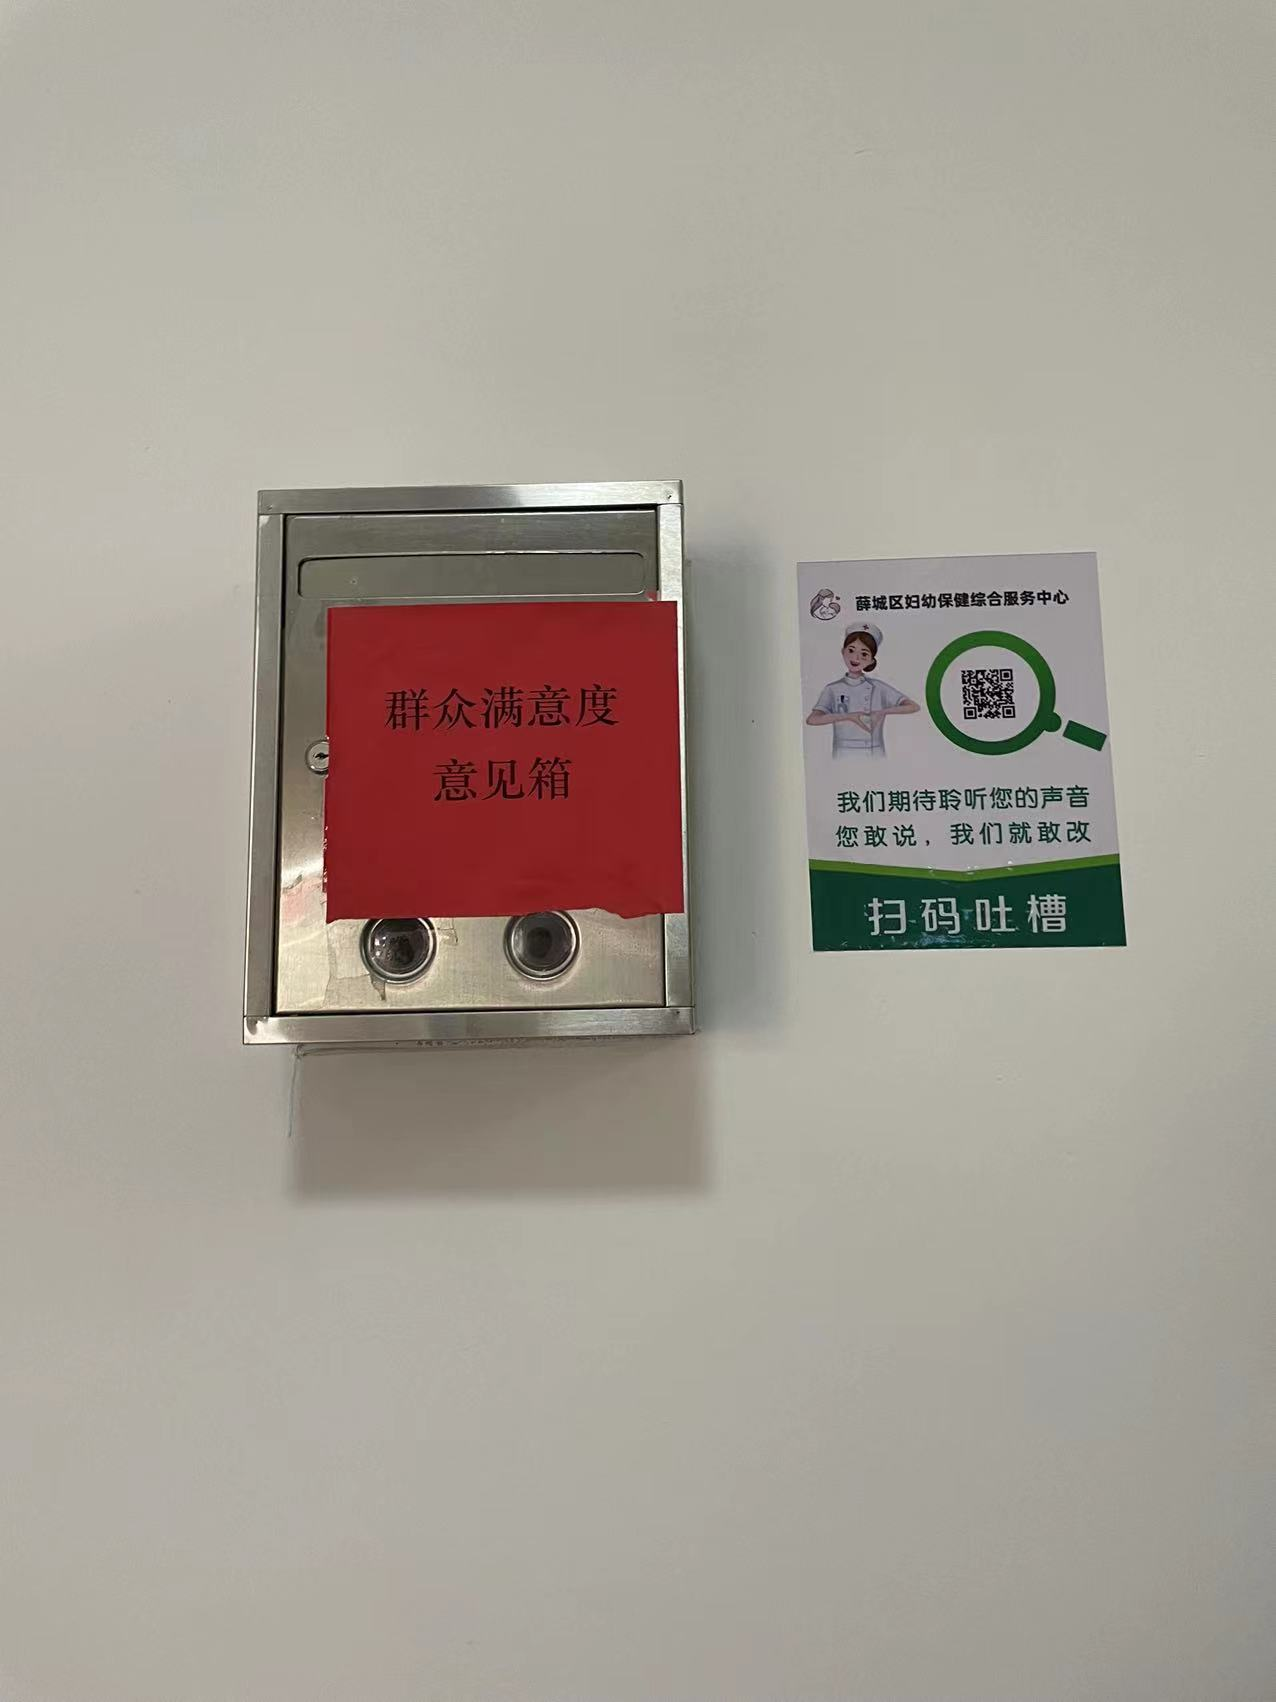 群众满意度
意见箱
薛城区妇幼保健综合服务中心
我们期待聆听您的声音
您敢说，我们就敢改
扫码吐槽